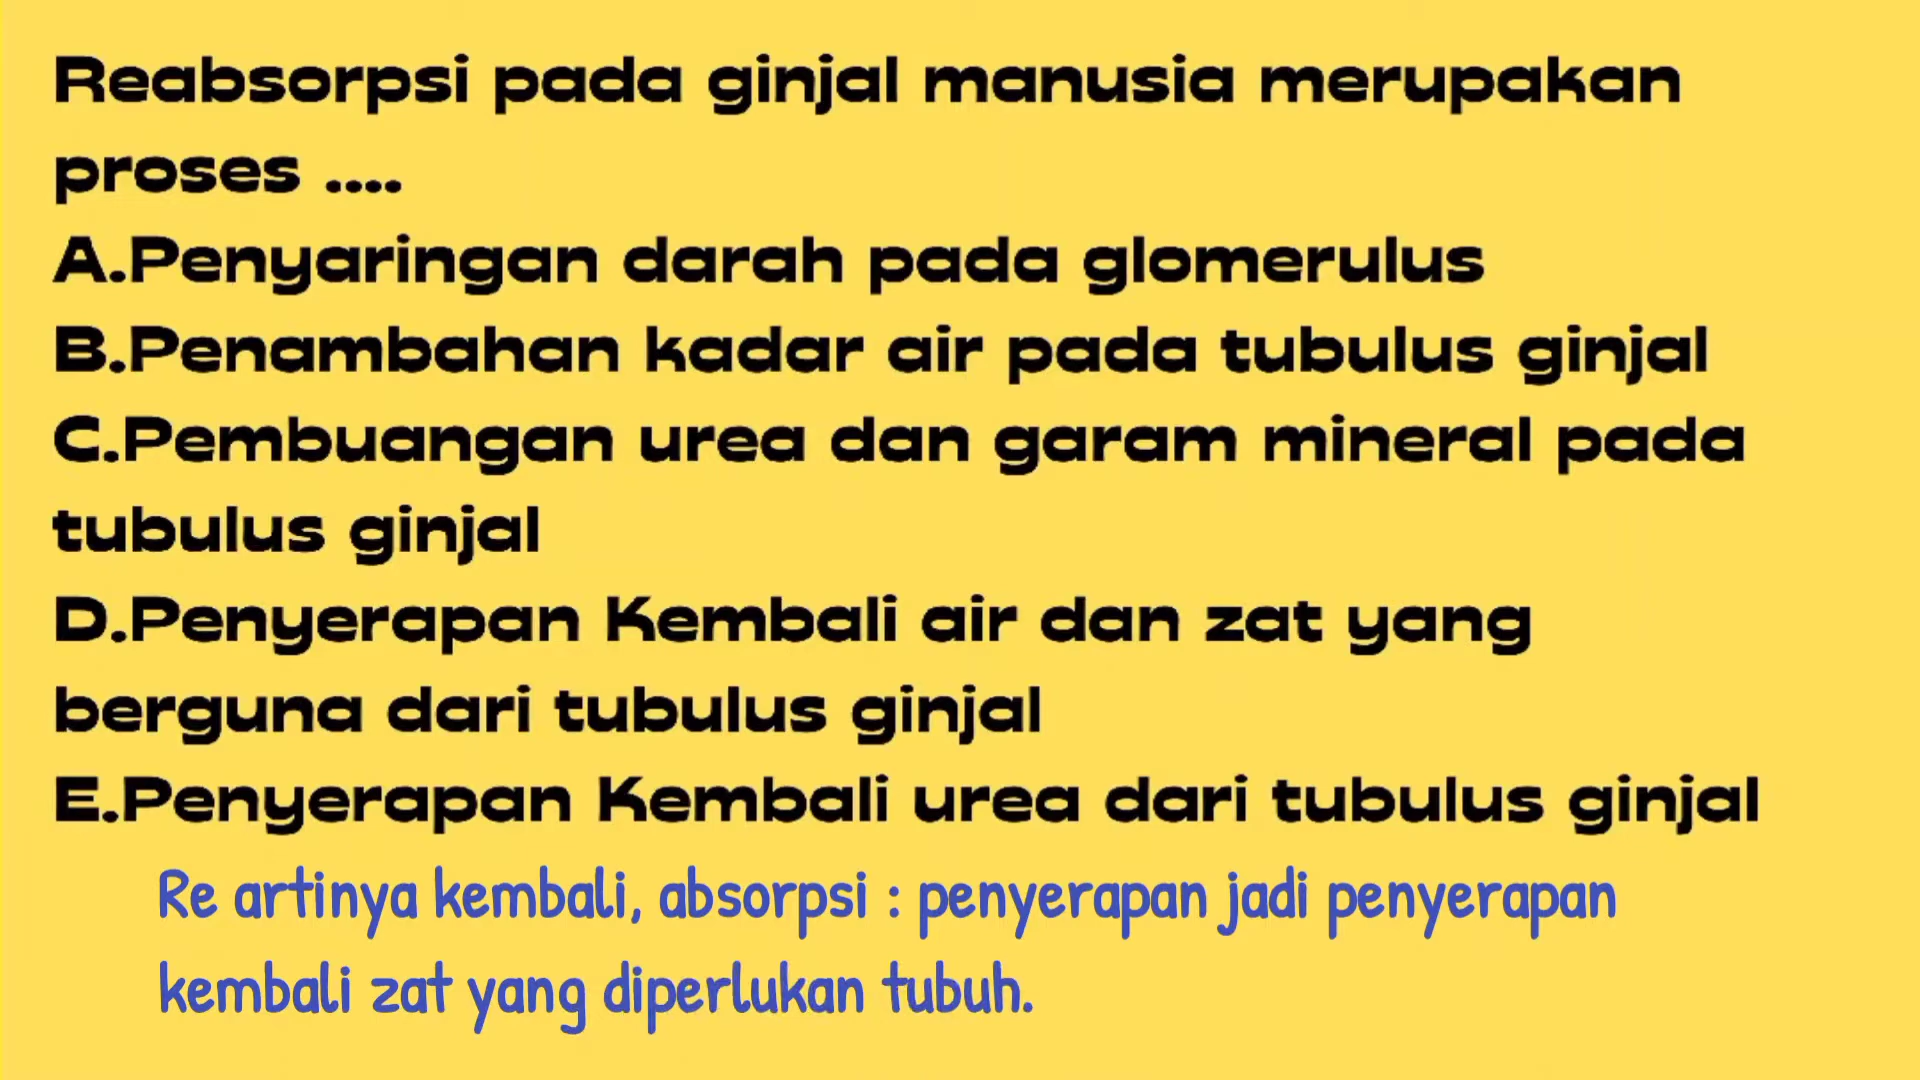 Reabsorpsi pada ginjal manusia merupakan
proses ....
A.Penyaringan darah pada glomerulus
B.Penambahan kadar air pada tubulus ginjal
C.Pembuangan urea dan garam mineral pada
tubulus ginjal
D.Penyerapan Kembali air dan zat yang
berguna dari tubulus ginjal
E.Penyerapan Kembali urea dari tubulus ginjal
Re artinya kembali, absorpsi : penyerapan jadi penyerapan
kembali zat yang diperlukan tubuh.